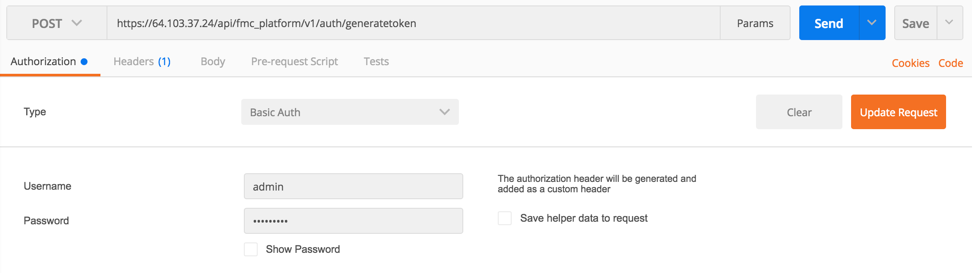 POST https://64.103.37.24/api/fmc_platform/v1/auth/generatetoken Params Send Save
Authorization Headers (1) Body Pre-request Script Tests Cookies Code
Type Basic Auth Clear Update Request
Username admin The authorization header will be generated and
added as a custom header
Password ••••••••• Save helper data to request
Show Password